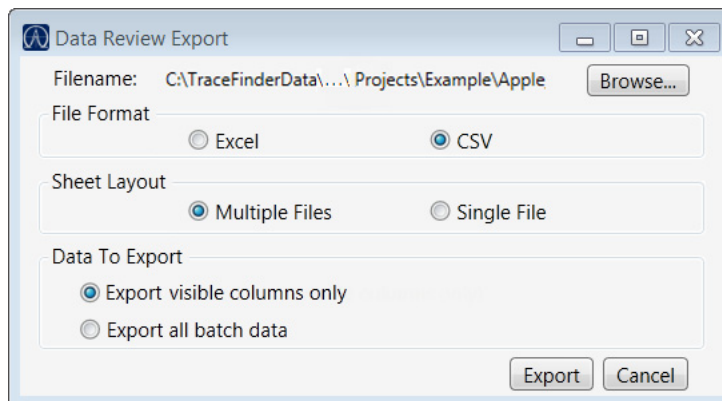 Data Review Export
Filename: C:\TraceFinderData\...\ Projects\Example\Apple Browse...
File Format
Excel CSV
Sheet Layout
Multiple Files Single File
Data To Export
Export visible columns only
Export all batch data
Export Cancel